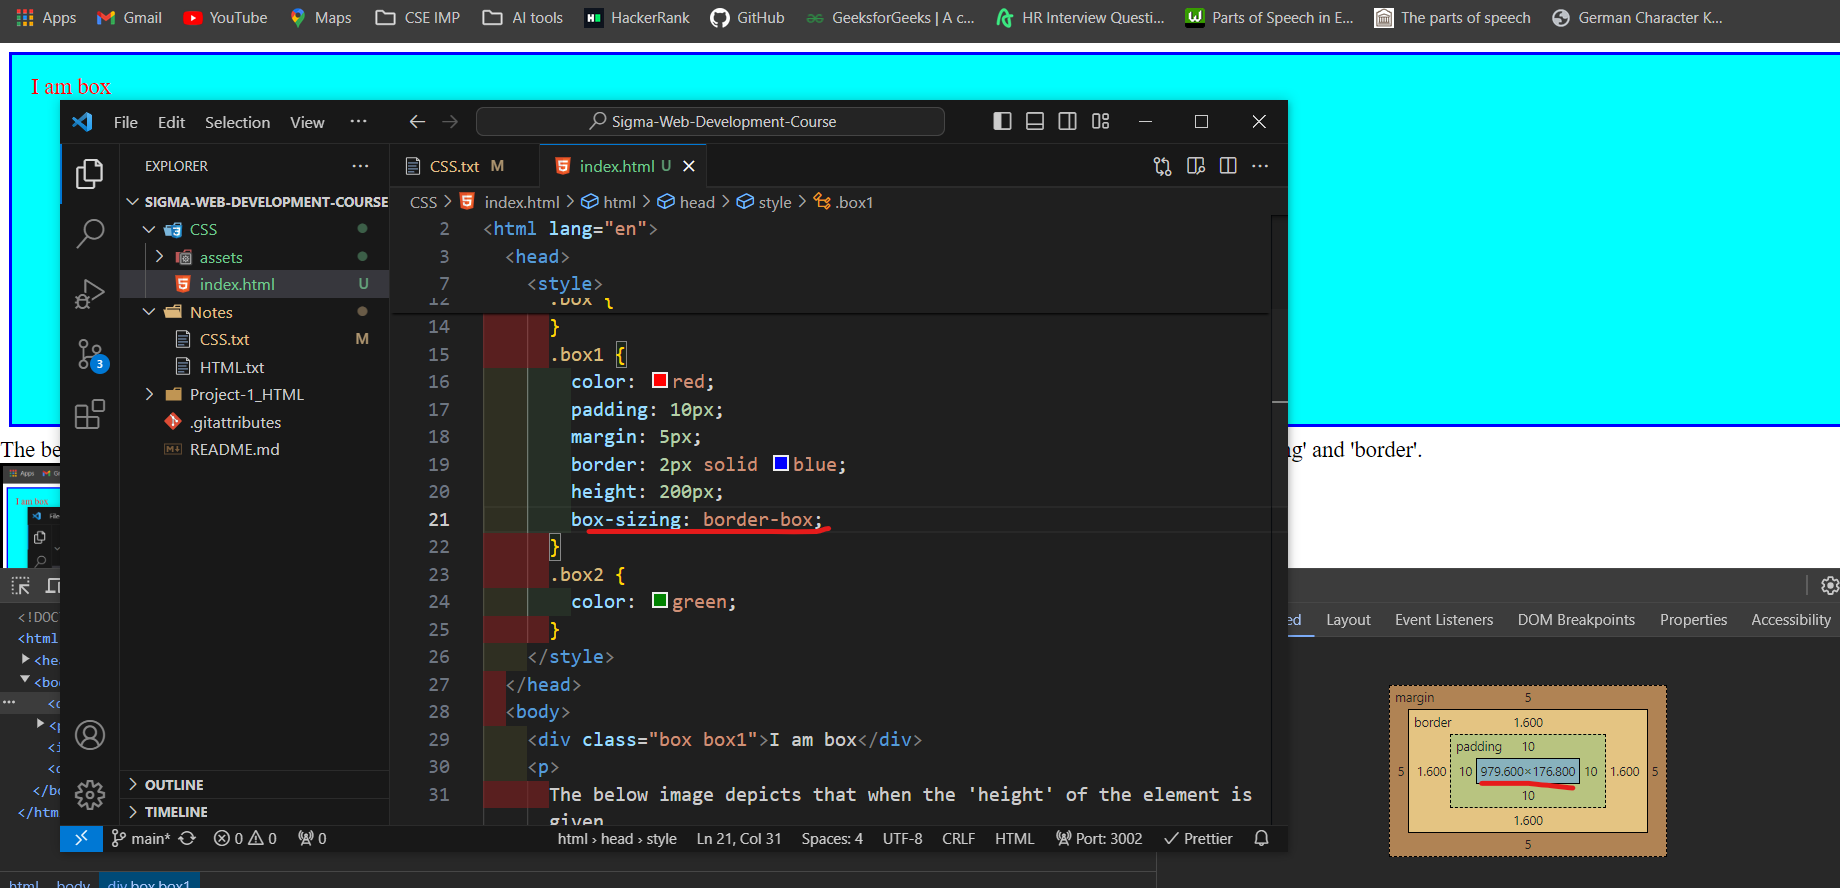 Apps Gmail YouTube Maps CSE IMP AI tools HackerRank GitHub GeeksforGeeks | A c... HR Interview Questi... Parts of Speech in E... The parts of speech German Character K...
I am box
File Edit Selection View ··· Sigma-Web-Development-Course
EXPLORER ···
CSS.txt M index.html U
SIGMA-WEB-DEVELOPMENT-COURSE
CSS
assets
index.html U
Notes
CSS.txt M
HTML.txt
Project-1_HTML
.gitattributes
README.md
OUTLINE
TIMELINE
3
CSS > index.html > html > head > style > .box1
2 <html lang="en">
3 <head>
7 <style>
12 .box {
14 }
15 .box1 {
16 color: red;
17 padding: 10px;
18 margin: 5px;
19 border: 2px solid blue;
20 height: 200px;
21 box-sizing: border-box;
22 }
23 .box2 {
24 color: green;
25 }
26 </style>
27 </head>
28 <body>
29 <div class="box box1">I am box</div>
30 <p>
31 The below image depicts that when the 'height' of the element is
given
main* 0 0 0 html › head › style Ln 21, Col 31 Spaces: 4 UTF-8 CRLF HTML Port: 3002 Prettier
The be
ng' and 'border'.
Apps
I am box
File
<!DOC
<html
<hea
<boo
<d
<p
<i
<d
</bo
</htm
html body div.box.box1
ed Layout Event Listeners DOM Breakpoints Properties Accessibility
margin 5
border 1.600
padding 10
5 1.600 10 979.600×176.800 10 1.600 5
10
1.600
5